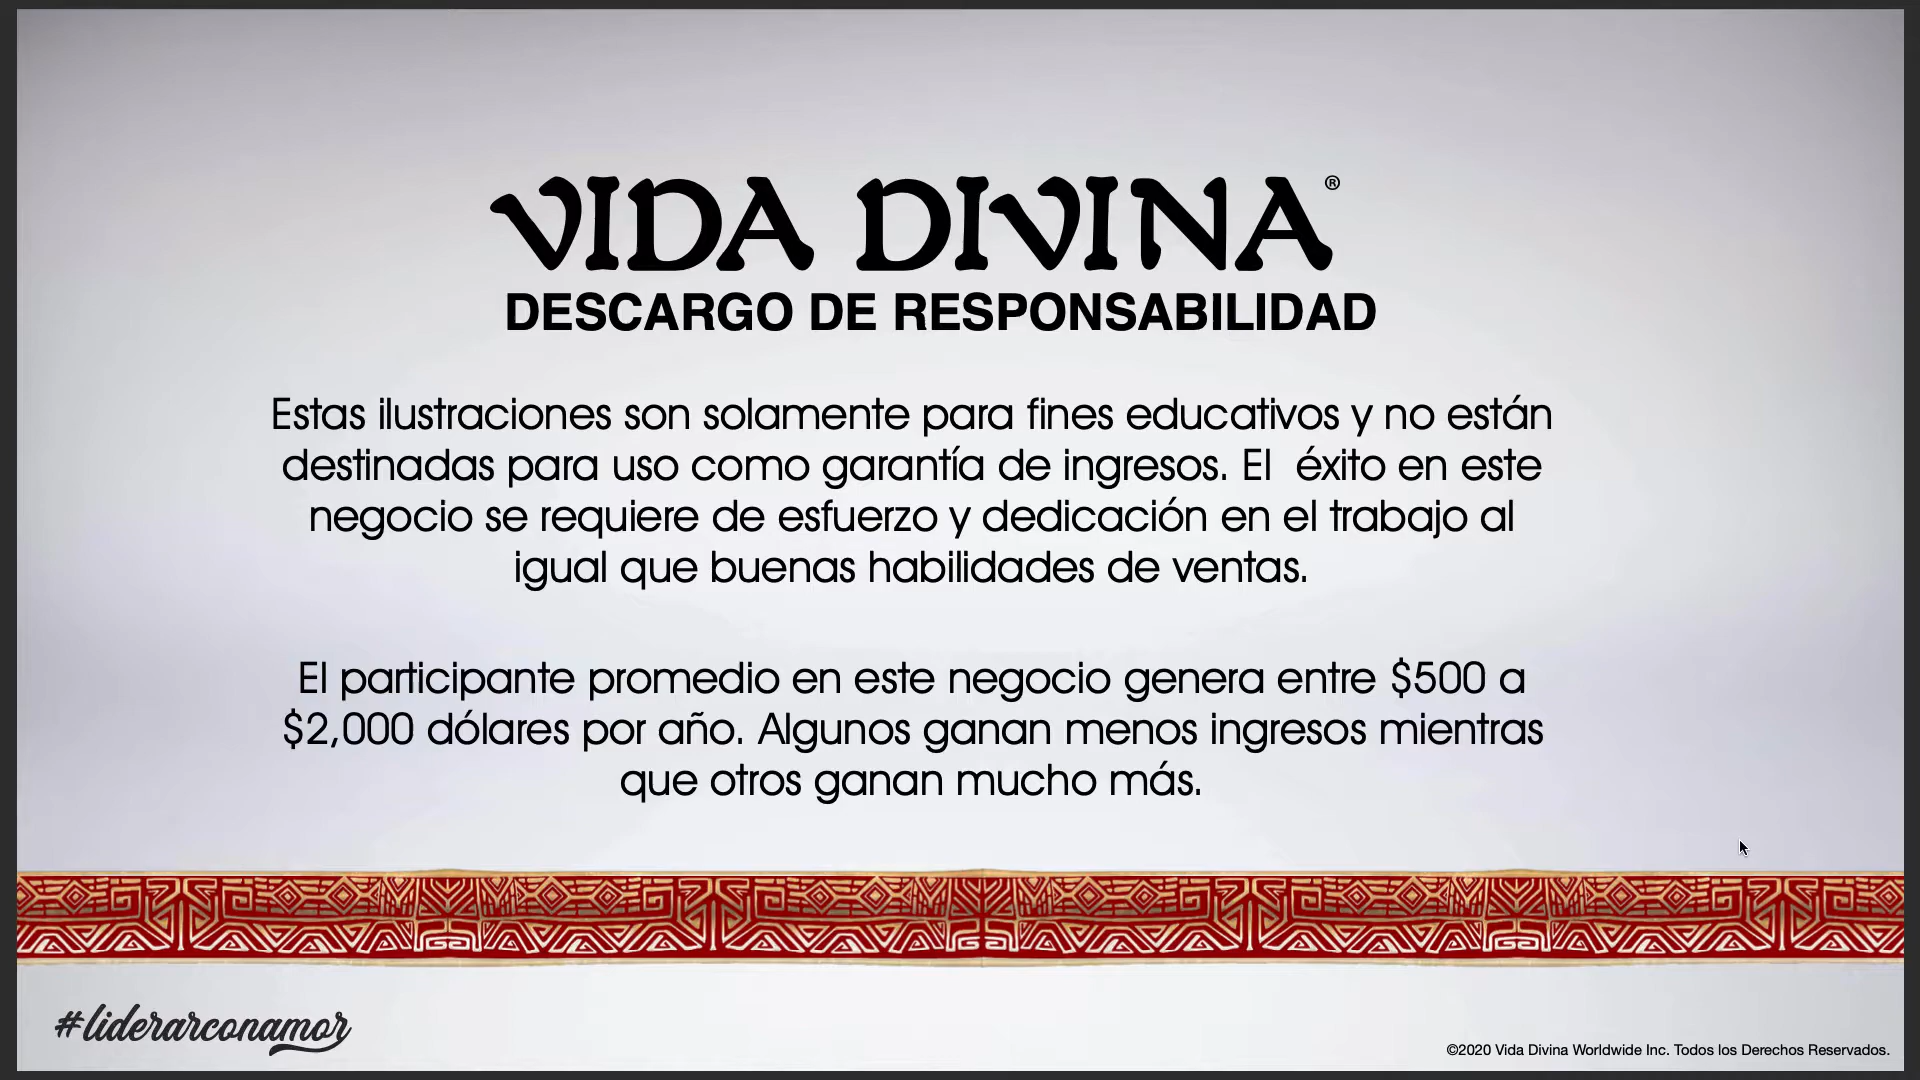 VIDA DIVINA®
DESCARGO DE RESPONSABILIDAD
Estas ilustraciones son solamente para fines educativos y no están
destinadas para uso como garantía de ingresos. El  éxito en este
negocio se requiere de esfuerzo y dedicación en el trabajo al
igual que buenas habilidades de ventas.
El participante promedio en este negocio genera entre $500 a
$2,000 dólares por año. Algunos ganan menos ingresos mientras
que otros ganan mucho más.
#liderarconamor
©2020 Vida Divina Worldwide Inc. Todos los Derechos Reservados.